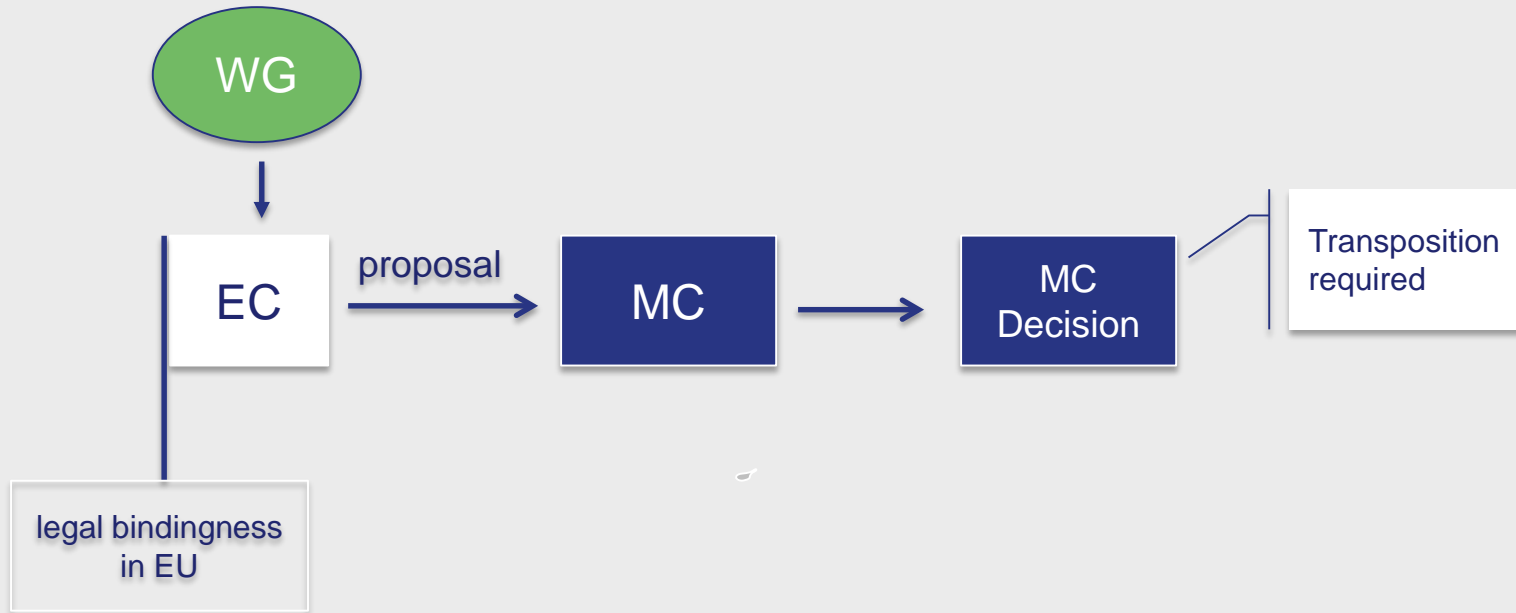 WG
EC
proposal
MC
MC
Decision
Transposition
required
legal bindingness
in EU